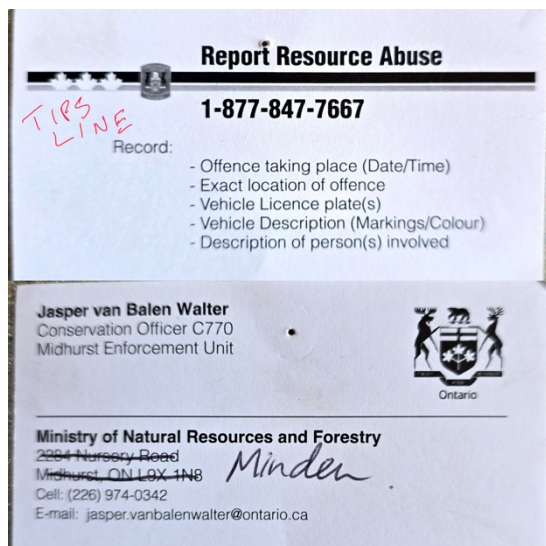 Report Resource Abuse
TIPS
LINE
1-877-847-7667
Record:
- Offence taking place (Date/Time)
- Exact location of offence
- Vehicle Licence plate(s)
- Vehicle Description (Markings/Colour)
- Description of person(s) involved
Jasper van Balen Walter
Conservation Officer C770
Midhurst Enforcement Unit
Ontario
Ministry of Natural Resources and Forestry
2284 Nursery Road
Midhurst, ON L9X 1N8
Minden
Cell: (226) 974-0342
E-mail: jasper.vanbalenwalter@ontario.ca